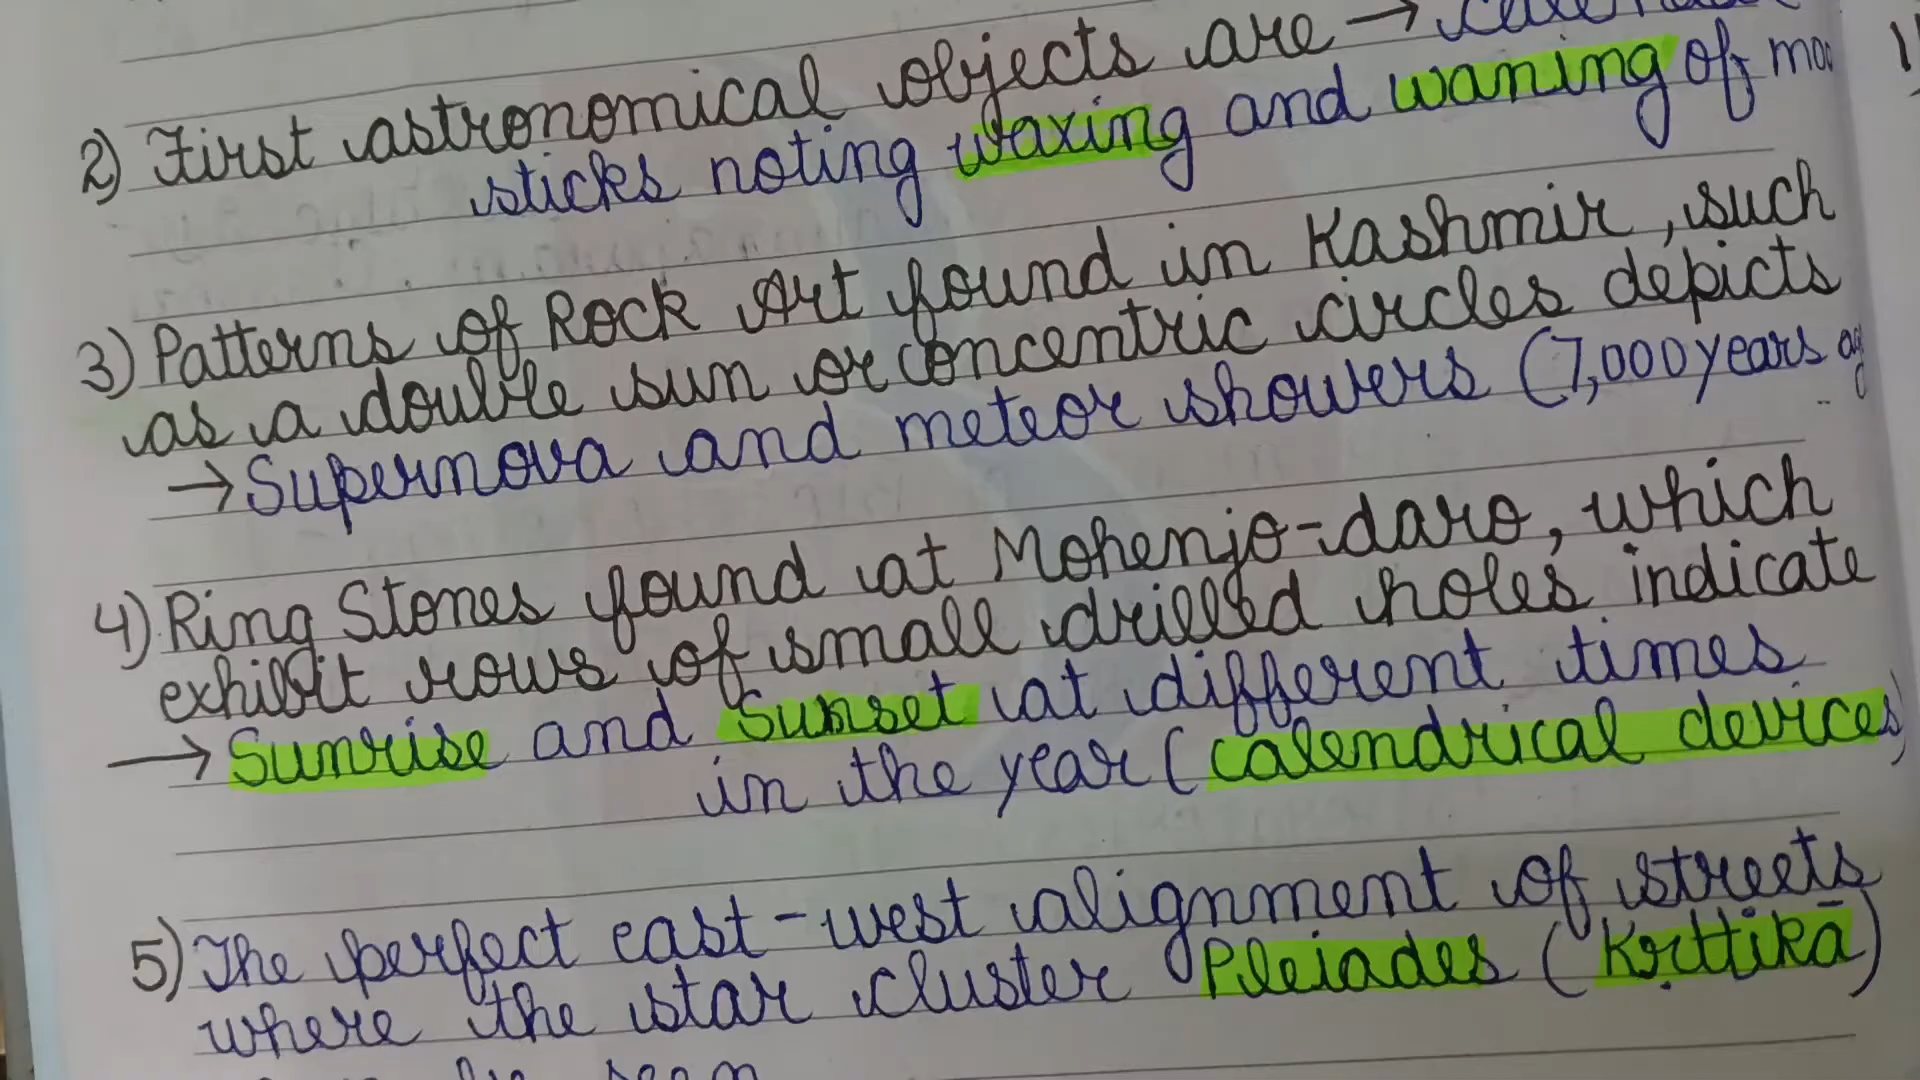 2) First astronomical objects are →
sticks noting waxing and waning of
3) Patterns of Rock Art found in Kashmir, such
as a double sun or concentric circles depicts
→ Supernova and meteor showers (7,000 years
4) Ring Stones found at Mohenjo-daro, which
exhibit rows of small drilled holes indicate
→ Sunrise and Sunset at different times
in the year (calendrical devices)
5) The perfect east-west alignment of streets
where the star cluster Pleiades (Kṛttikā)
seen